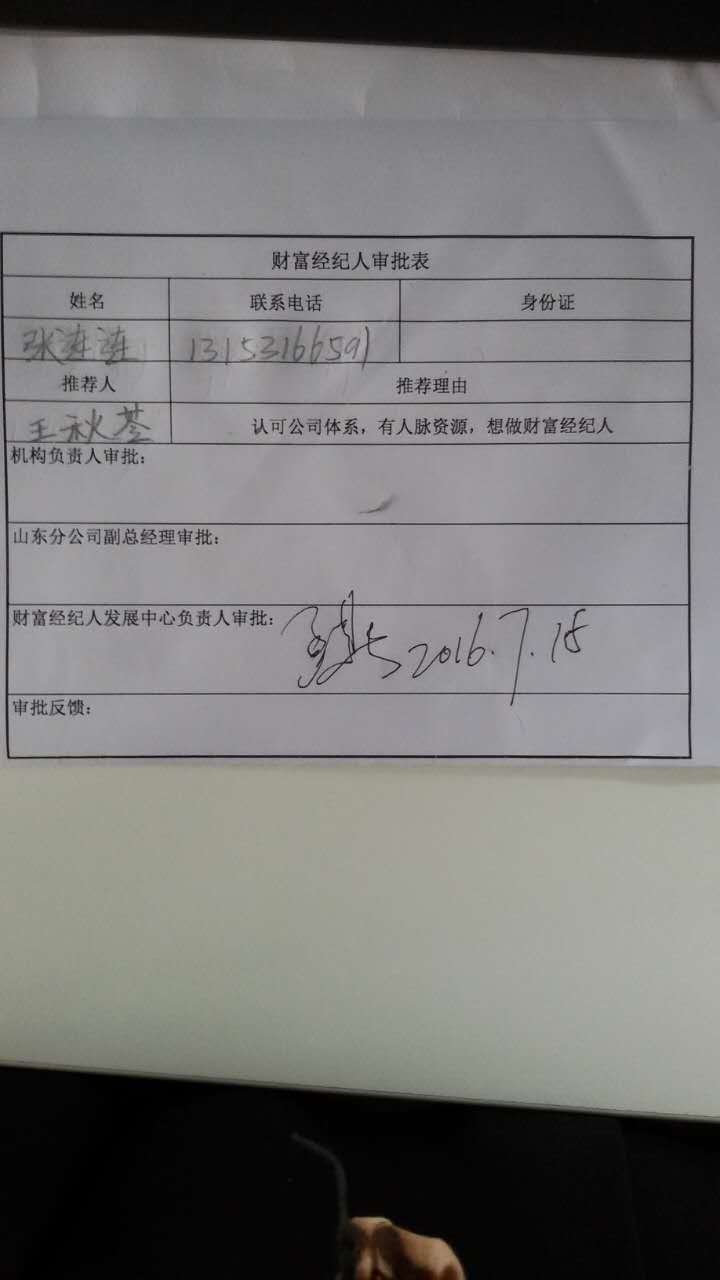 财富经纪人审批表
姓名 联系电话 身份证
张涟涟 13153166591
推荐人 推荐理由
王秋荃 认可公司体系，有人脉资源，想做财富经纪人
机构负责人审批：
山东分公司副总经理审批：
财富经纪人发展中心负责人审批： 2016.7.18
审批反馈：